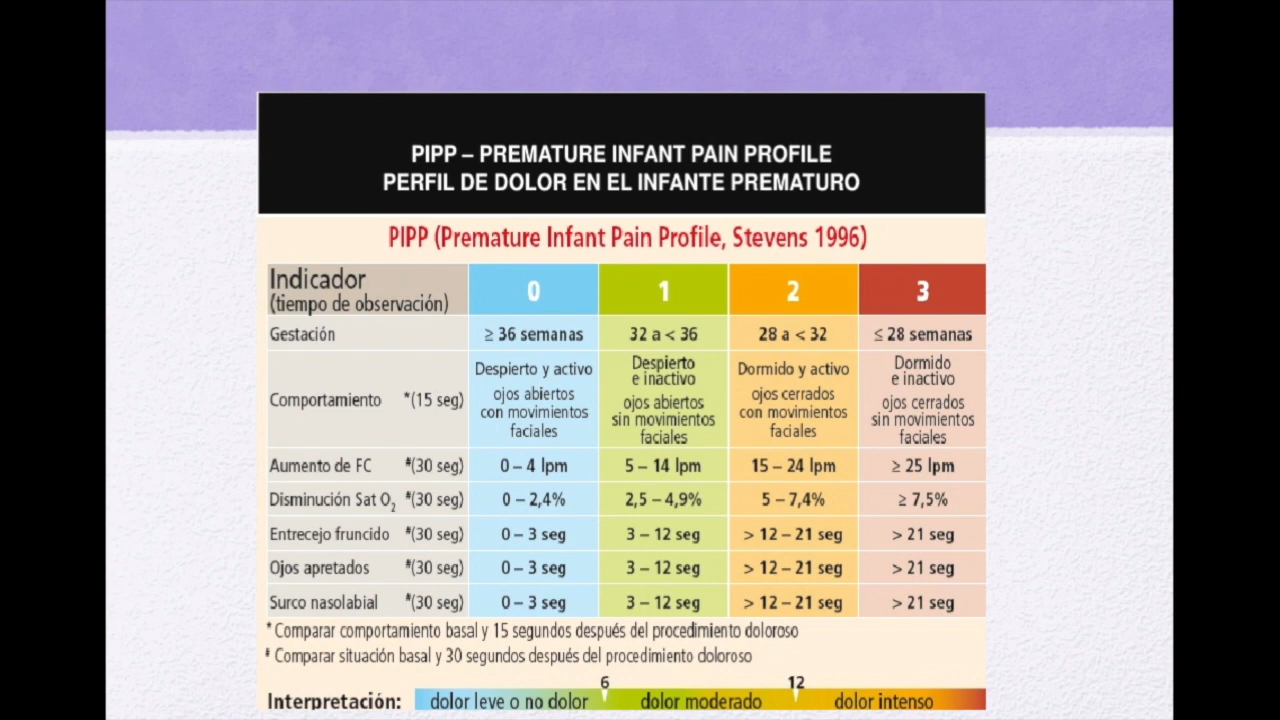 PIPP – PREMATURE INFANT PAIN PROFILE
PERFIL DE DOLOR EN EL INFANTE PREMATURO
PIPP (Premature Infant Pain Profile, Stevens 1996)
Indicador (tiempo de observación) 0 1 2 3
Gestación ≥ 36 semanas 32 a < 36 28 a < 32 ≤ 28 semanas
Comportamiento *(15 seg) Despierto y activo ojos abiertos con movimientos faciales Despierto e inactivo ojos abiertos sin movimientos faciales Dormido y activo ojos cerrados con movimientos faciales Dormido e inactivo ojos cerrados sin movimientos faciales
Aumento de FC #(30 seg) 0 – 4 lpm 5 – 14 lpm 15 – 24 lpm ≥ 25 lpm
Disminución Sat O2 #(30 seg) 0 – 2,4% 2,5 – 4,9% 5 – 7,4% ≥ 7,5%
Entrecejo fruncido #(30 seg) 0 – 3 seg 3 – 12 seg > 12 – 21 seg > 21 seg
Ojos apretados #(30 seg) 0 – 3 seg 3 – 12 seg > 12 – 21 seg > 21 seg
Surco nasolabial #(30 seg) 0 – 3 seg 3 – 12 seg > 12 – 21 seg > 21 seg
* Comparar comportamiento basal y 15 segundos después del procedimiento doloroso
# Comparar situación basal y 30 segundos después del procedimiento doloroso
6 12
Interpretación: dolor leve o no dolor dolor moderado dolor intenso